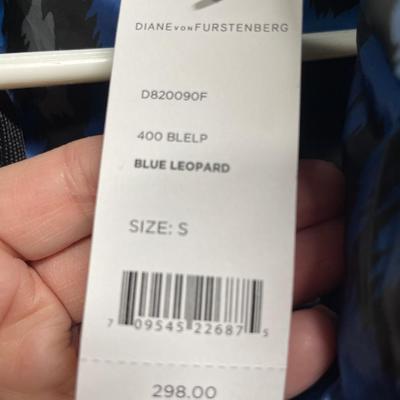 DIANE VON FURSTENBERG
D820090F
400 BLELP
BLUE LEOPARD
SIZE: S
7 09545 22687 5
298.00